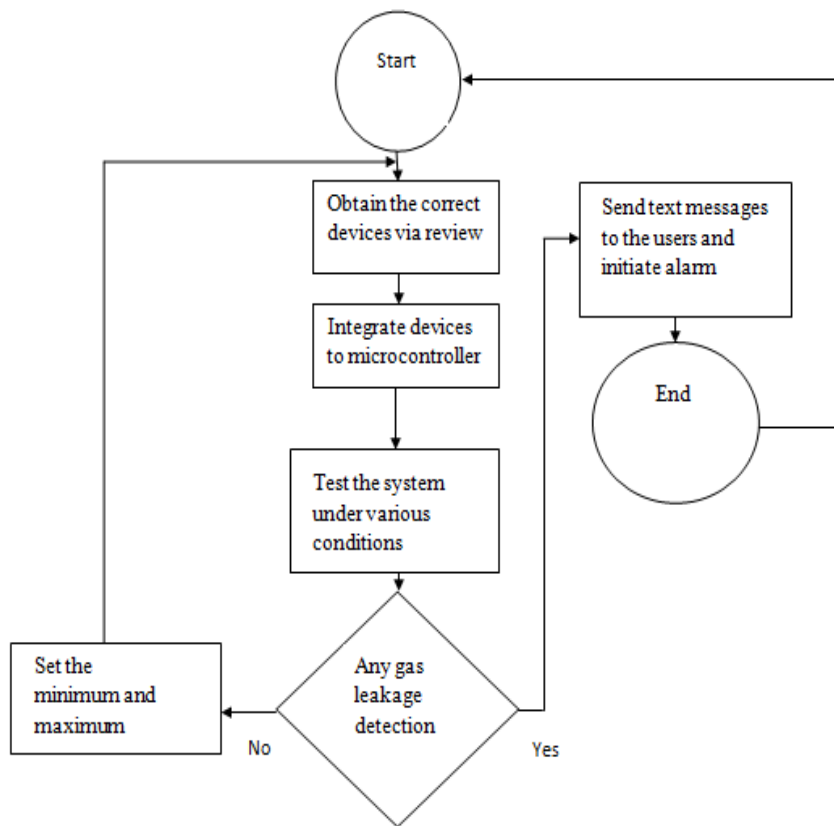 Start
Obtain the correct
devices via review
Integrate devices
to microcontroller
Test the system
under various
conditions
Any gas
leakage
detection
No
Set the
minimum and
maximum
Yes
Send text messages
to the users and
initiate alarm
End